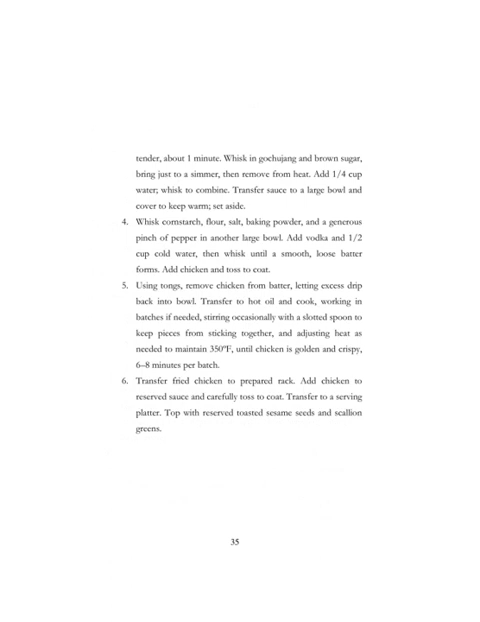 tender, about 1 minute. Whisk in gochujang and brown sugar,
bring just to a simmer, then remove from heat. Add 1/4 cup
water; whisk to combine. Transfer sauce to a large bowl and
cover to keep warm; set aside.
4. Whisk cornstarch, flour, salt, baking powder, and a generous
pinch of pepper in another large bowl. Add vodka and 1/2
cup cold water, then whisk until a smooth, loose batter
forms. Add chicken and toss to coat.
5. Using tongs, remove chicken from batter, letting excess drip
back into bowl. Transfer to hot oil and cook, working in
batches if needed, stirring occasionally with a slotted spoon to
keep pieces from sticking together, and adjusting heat as
needed to maintain 350°F, until chicken is golden and crispy,
6–8 minutes per batch.
6. Transfer fried chicken to prepared rack. Add chicken to
reserved sauce and carefully toss to coat. Transfer to a serving
platter. Top with reserved toasted sesame seeds and scallion
greens.
35